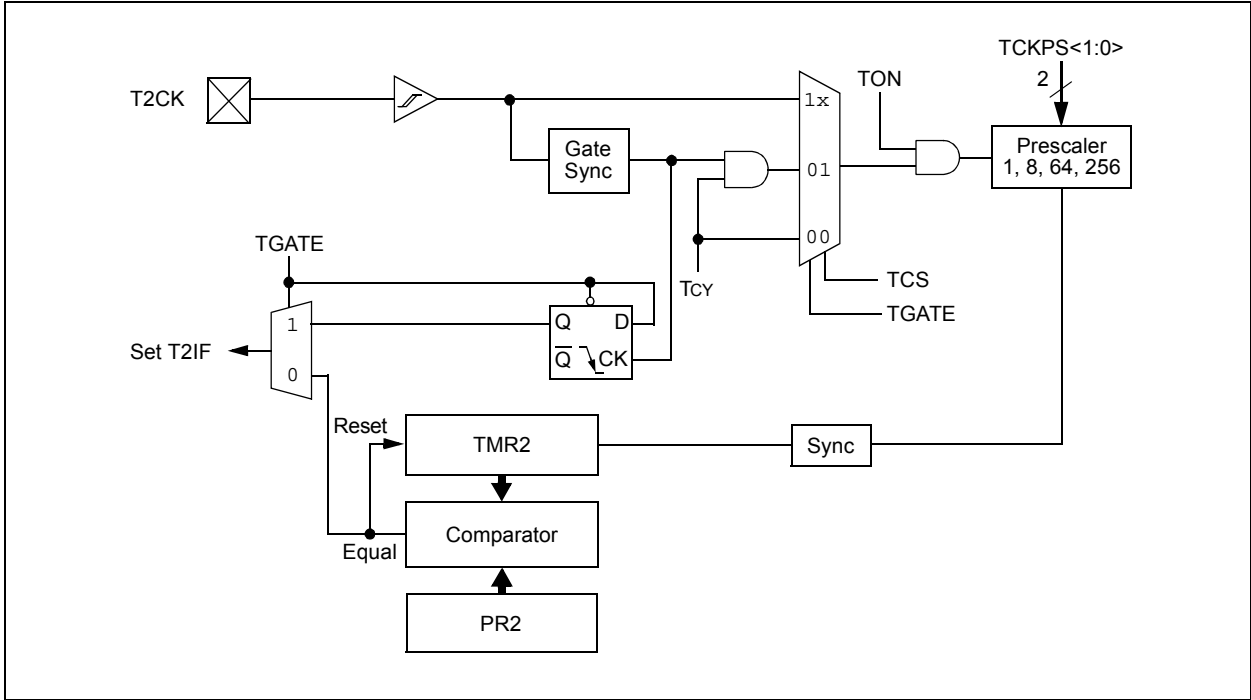 TCKPS<1:0>
2
TON
T2CK
1x
Gate
Sync
01
Prescaler
1, 8, 64, 256
00
TGATE
TCY
TCS
TGATE
Q D
Q̅ CK
1
Set T2IF
0
Reset
TMR2
Sync
Comparator
Equal
PR2